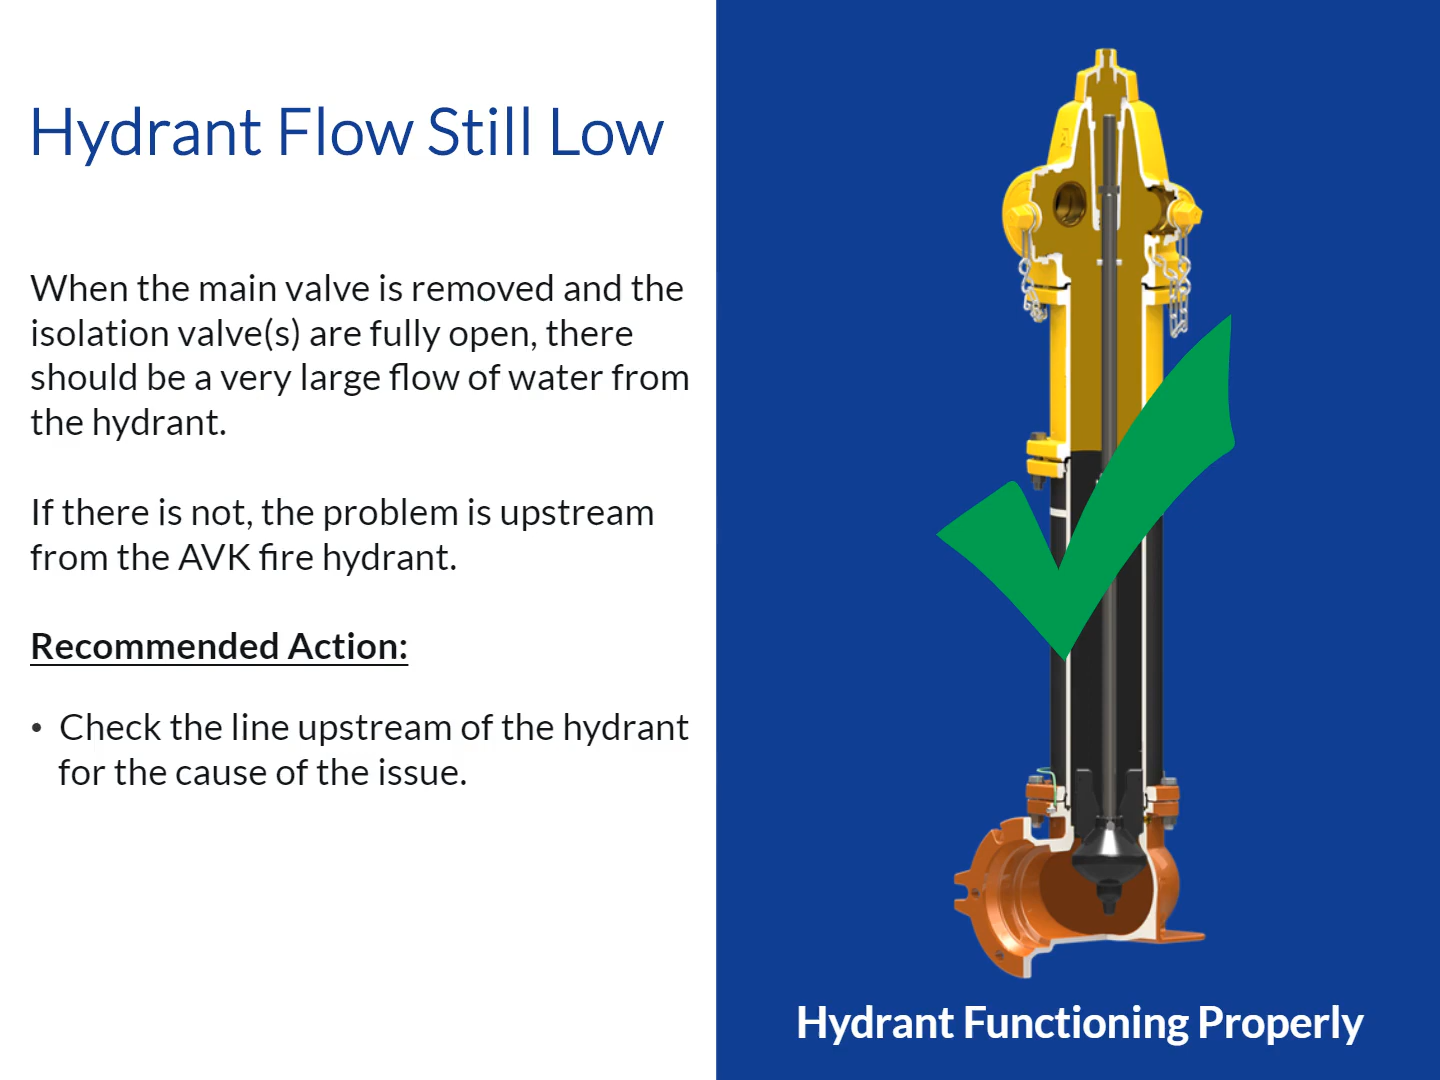 Hydrant Flow Still Low
When the main valve is removed and the
isolation valve(s) are fully open, there
should be a very large flow of water from
the hydrant.
If there is not, the problem is upstream
from the AVK fire hydrant.
Recommended Action:
• Check the line upstream of the hydrant
for the cause of the issue.
Hydrant Functioning Properly